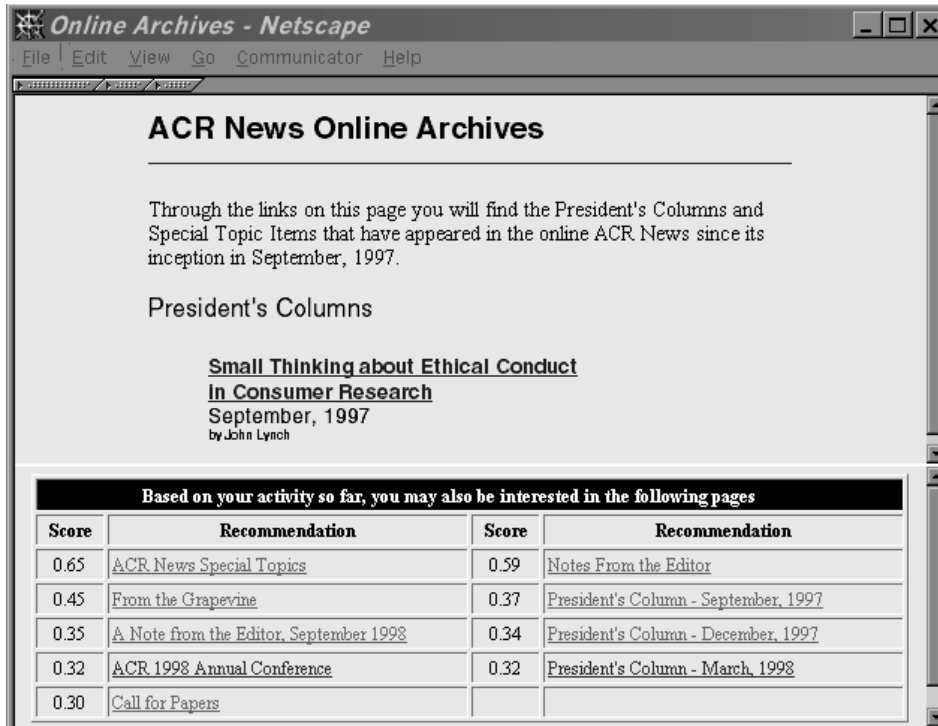 Online Archives - Netscape
File Edit View Go Communicator Help
ACR News Online Archives
Through the links on this page you will find the President's Columns and
Special Topic Items that have appeared in the online ACR News since its
inception in September, 1997.
President's Columns
Small Thinking about Ethical Conduct
in Consumer Research
September, 1997
by John Lynch
Based on your activity so far, you may also be interested in the following pages
Score Recommendation Score Recommendation
0.65 ACR News Special Topics 0.59 Notes From the Editor
0.45 From the Grapevine 0.37 President's Column - September, 1997
0.35 A Note from the Editor, September 1998 0.34 President's Column - December, 1997
0.32 ACR 1998 Annual Conference 0.32 President's Column - March, 1998
0.30 Call for Papers